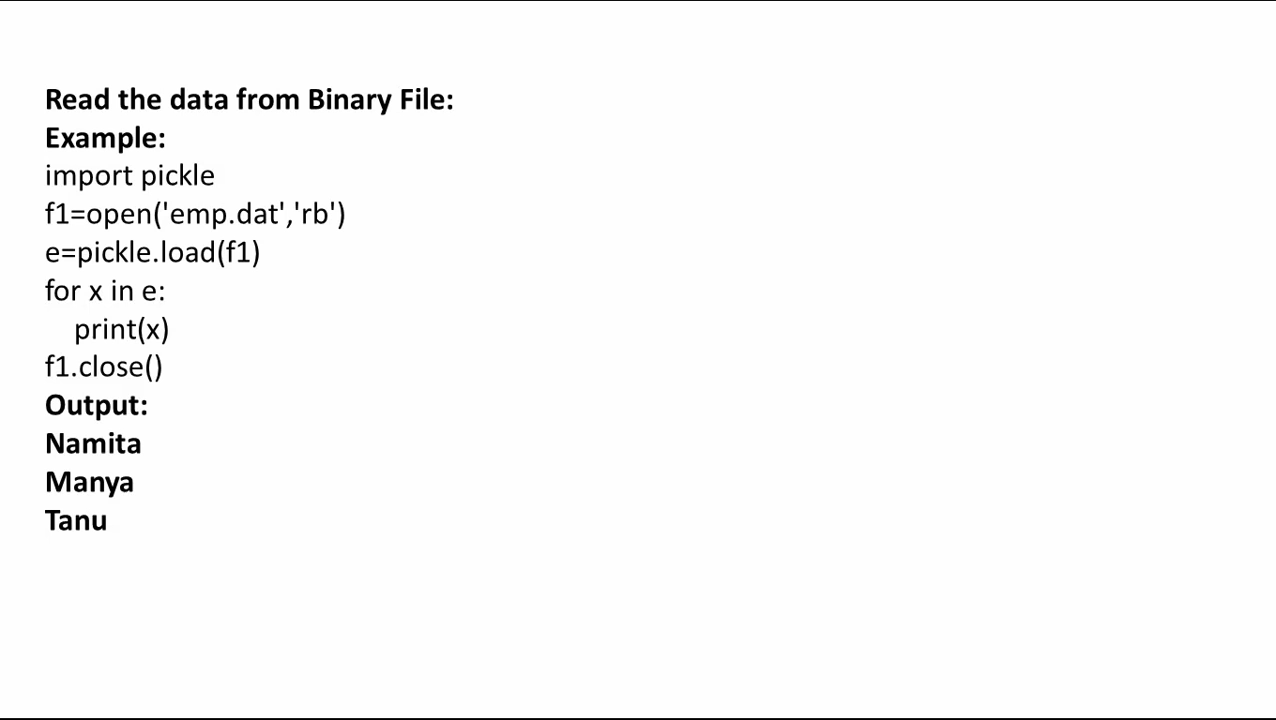 Read the data from Binary File:
Example:
import pickle
f1=open('emp.dat','rb')
e=pickle.load(f1)
for x in e:
    print(x)
f1.close()
Output:
Namita
Manya
Tanu